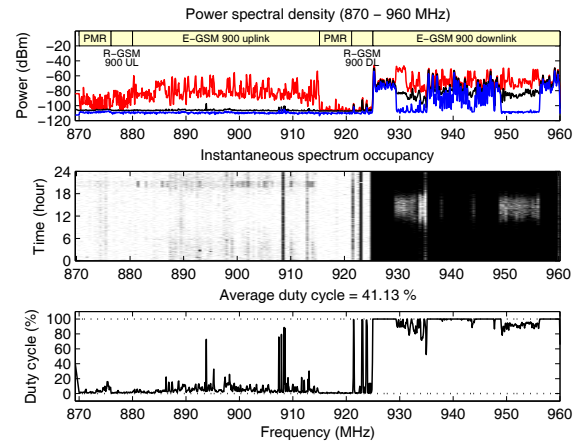 Power spectral density (870 – 960 MHz)
PMR
E-GSM 900 uplink
PMR
E-GSM 900 downlink
R-GSM
900 UL
R-GSM
900 DL
Power (dBm)
−20
−40
−60
−80
−100
−120
870 880 890 900 910 920 930 940 950 960
Instantaneous spectrum occupancy
Time (hour)
24
18
12
6
0
870 880 890 900 910 920 930 940 950 960
Average duty cycle = 41.13 %
Duty cycle (%)
100
80
60
40
20
0
870 880 890 900 910 920 930 940 950 960
Frequency (MHz)